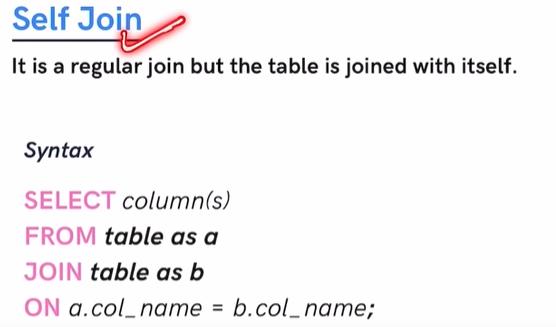 Self Join
It is a regular join but the table is joined with itself.
Syntax
SELECT column(s)
FROM table as a
JOIN table as b
ON a.col_name = b.col_name;